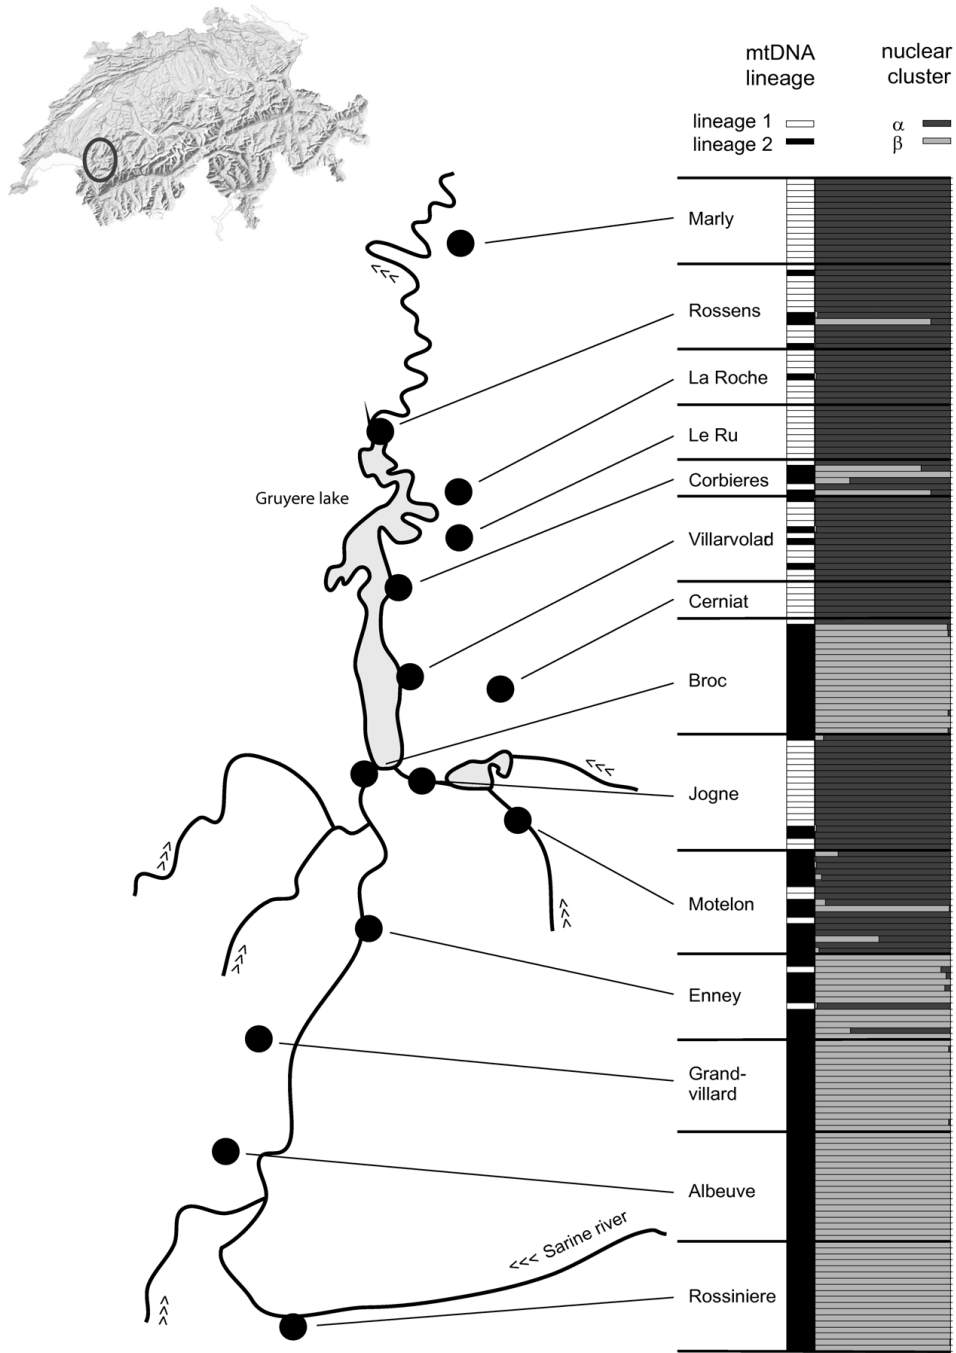 mtDNA
lineage
nuclear
cluster
lineage 1
lineage 2
α
β
Marly
Rossens
La Roche
Le Ru
Corbieres
Villarvolad
Cerniat
Broc
Jogne
Motelon
Enney
Grand-
villard
Albeuve
Rossiniere
Gruyere lake
<<<
<<<
<<<
<<<
<<<
<<<
<<< Sarine river